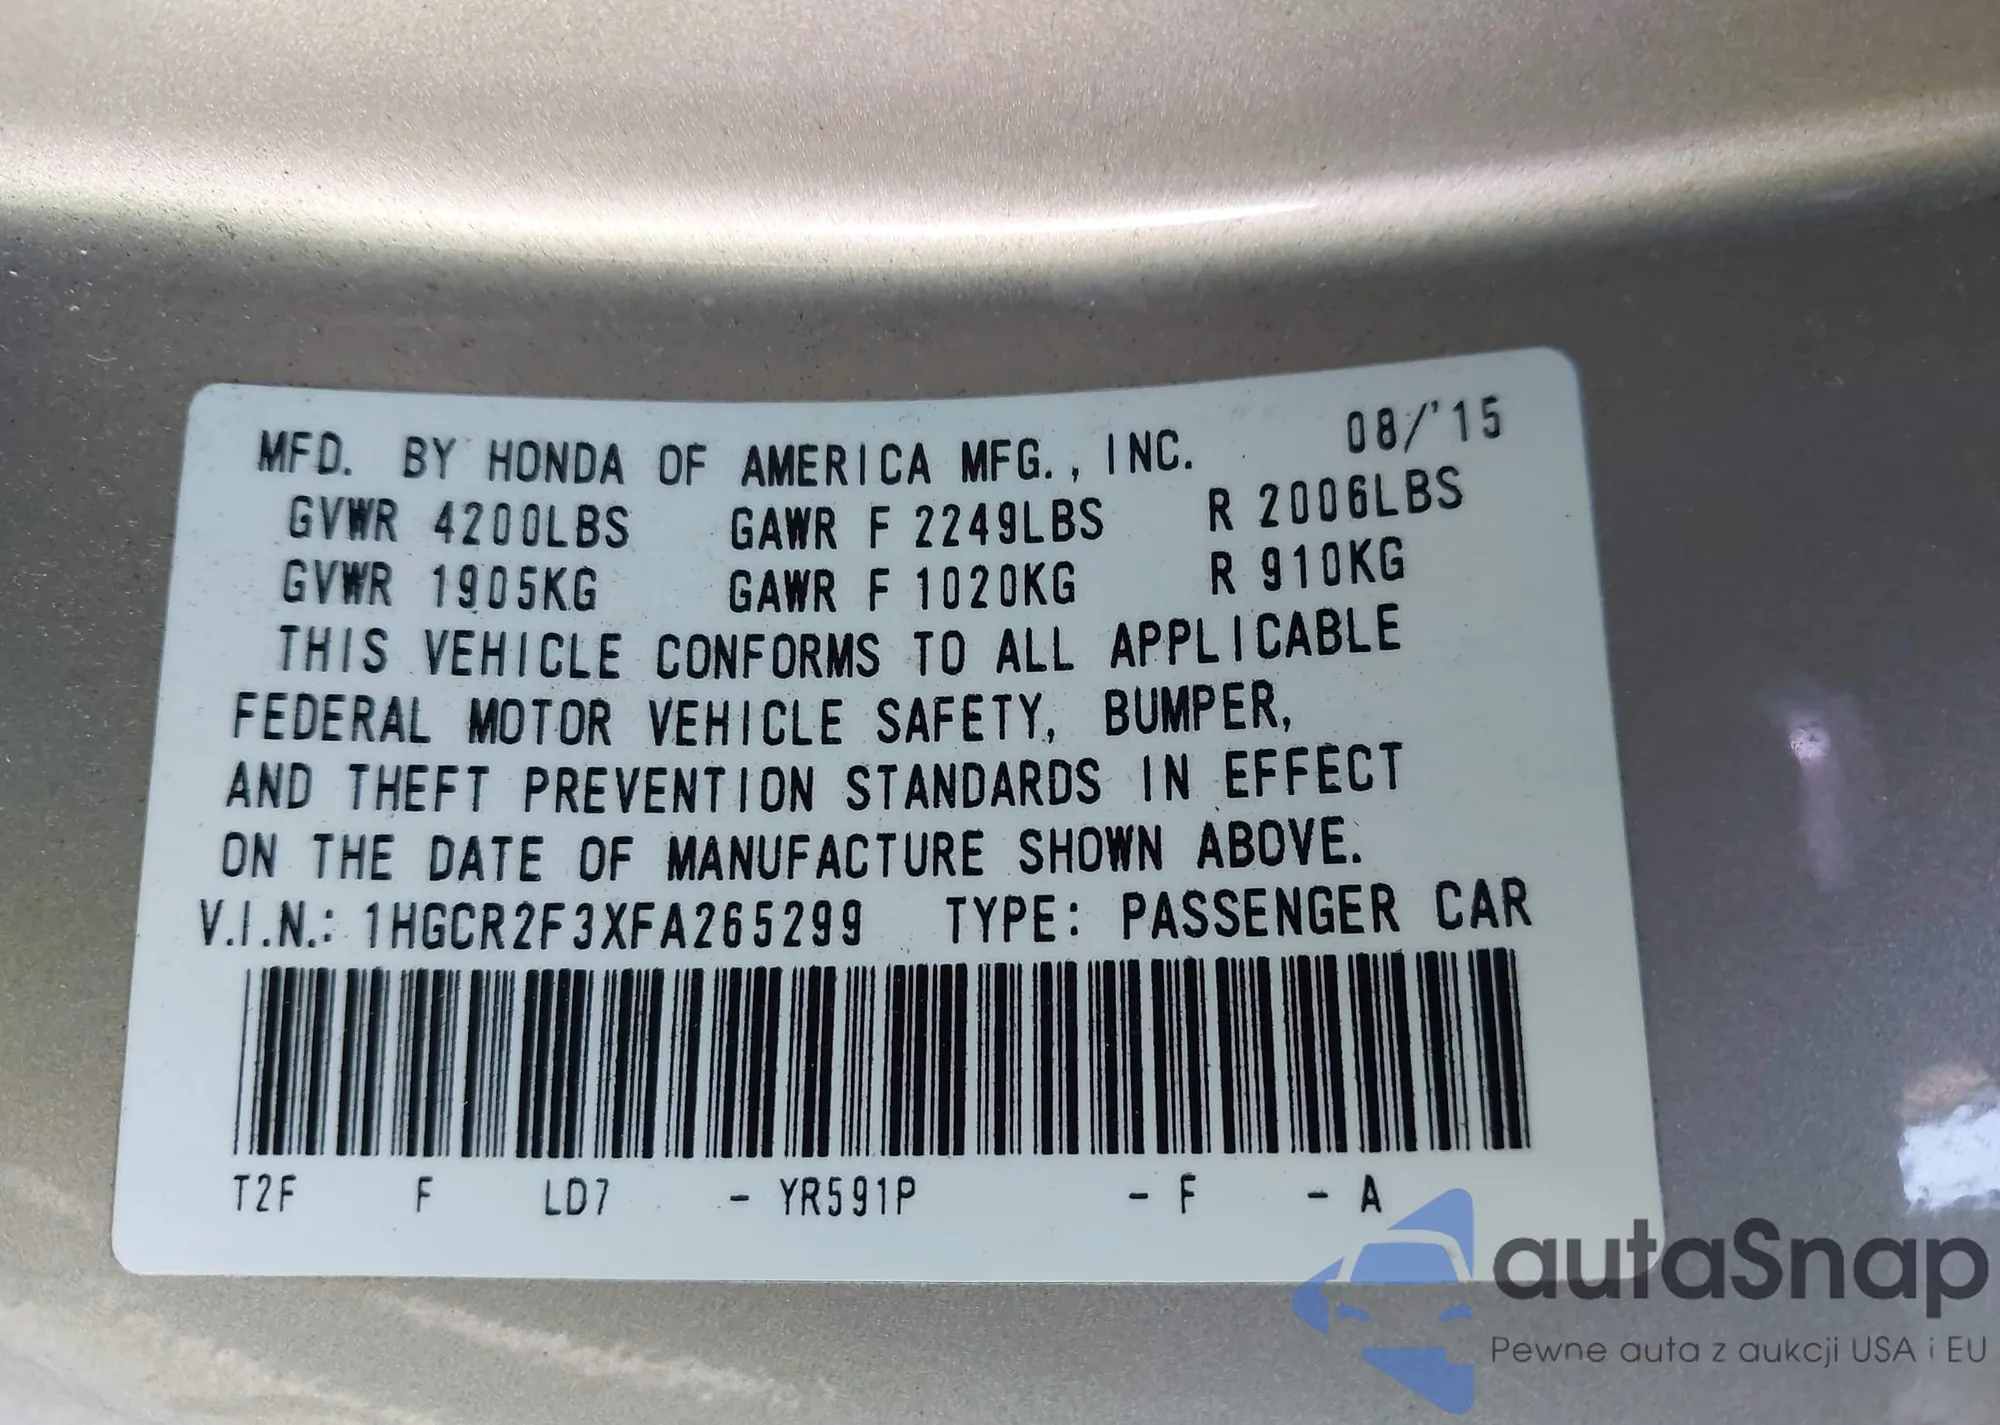 MFD. BY HONDA OF AMERICA MFG., INC. 08/'15
GVWR 4200LBS GAWR F 2249LBS R 2006LBS
GVWR 1905KG GAWR F 1020KG R 910KG
THIS VEHICLE CONFORMS TO ALL APPLICABLE
FEDERAL MOTOR VEHICLE SAFETY, BUMPER,
AND THEFT PREVENTION STANDARDS IN EFFECT
ON THE DATE OF MANUFACTURE SHOWN ABOVE.
V.I.N.: 1HGCR2F3XFA265299 TYPE: PASSENGER CAR
T2F F LD7 - YR591P - F - A
autaSnap
Pewne auta z aukcji USA i EU